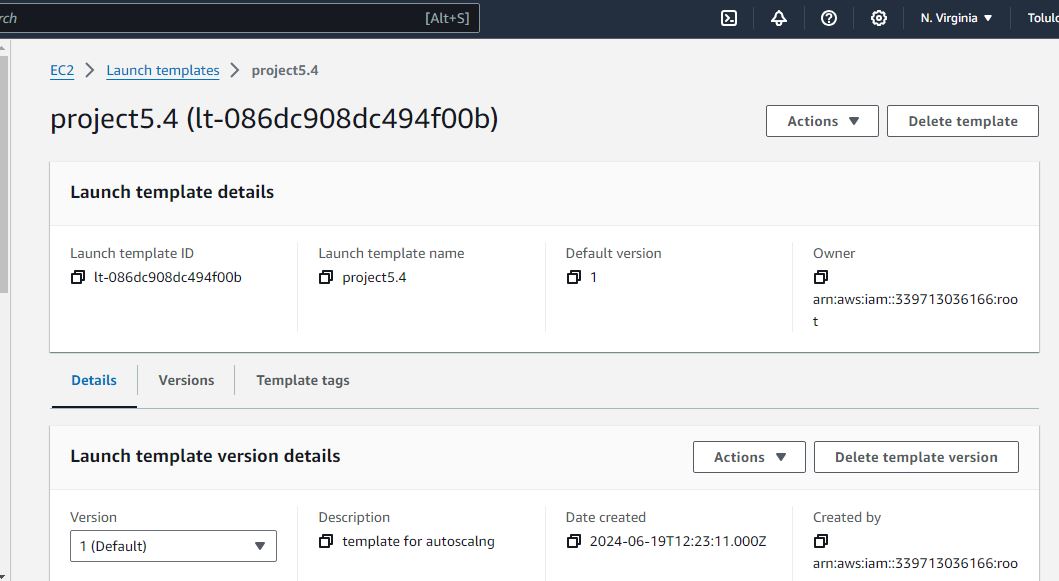 [Alt+S]
N. Virginia
EC2 Launch templates project5.4
project5.4 (lt-086dc908dc494f00b)
Actions Delete template
Launch template details
Launch template ID Launch template name Default version Owner
lt-086dc908dc494f00b project5.4 1
arn:aws:iam::339713036166:roo
t
Details Versions Template tags
Launch template version details Actions Delete template version
Version Description Date created Created by
1 (Default) template for autoscalng 2024-06-19T12:23:11.000Z
arn:aws:iam::339713036166:roo